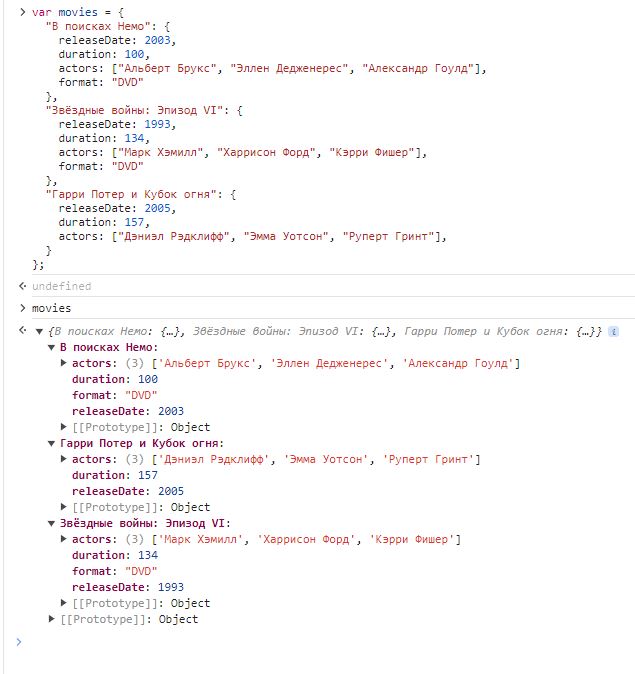 > var movies = {
"В поисках Немо": {
releaseDate: 2003,
duration: 100,
actors: ["Альберт Брукс", "Эллен Дедженерес", "Александр Гоулд"],
format: "DVD"
},
"Звёздные войны: Эпизод VI": {
releaseDate: 1993,
duration: 134,
actors: ["Марк Хэмилл", "Харрисон Форд", "Кэрри Фишер"],
format: "DVD"
},
"Гарри Потер и Кубок огня": {
releaseDate: 2005,
duration: 157,
actors: ["Дэниэл Рэдклифф", "Эмма Уотсон", "Руперт Гринт"],
}
};
undefined
> movies
{В поисках Немо: {…}, Звёздные войны: Эпизод VI: {…}, Гарри Потер и Кубок огня: {…}} i
В поисках Немо:
actors: (3) ['Альберт Брукс', 'Эллен Дедженерес', 'Александр Гоулд']
duration: 100
format: "DVD"
releaseDate: 2003
[[Prototype]]: Object
Гарри Потер и Кубок огня:
actors: (3) ['Дэниэл Рэдклифф', 'Эмма Уотсон', 'Руперт Гринт']
duration: 157
releaseDate: 2005
[[Prototype]]: Object
Звёздные войны: Эпизод VI:
actors: (3) ['Марк Хэмилл', 'Харрисон Форд', 'Кэрри Фишер']
duration: 134
format: "DVD"
releaseDate: 1993
[[Prototype]]: Object
[[Prototype]]: Object
>